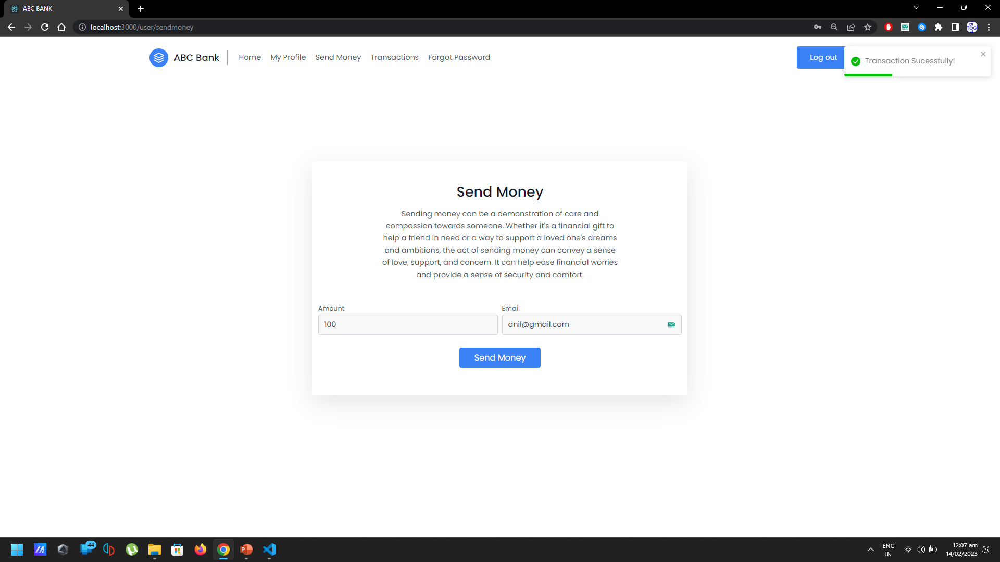 ABC BANK
localhost:3000/user/sendmoney
TOG
ABC Bank
Home
My Profile
Send Money
Transactions
Forgot Password
Log out
Transaction Sucessfully!
Send Money
Sending money can be a demonstration of care and
compassion towards someone. Whether it's a financial gift to
help a friend in need or a way to support a loved one's dreams
and ambitions, the act of sending money can convey a sense
of love, support, and concern. It can help ease financial worries
and provide a sense of security and comfort.
Amount
Email
100
anil@gmail.com
Send Money
44
ENG
IN
12:07 am
14/02/2023